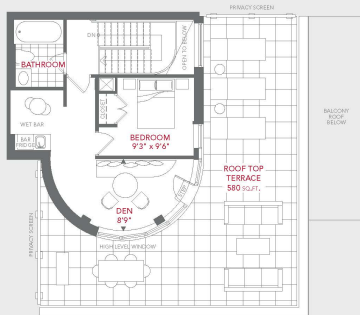 PRIVACY SCREEN
DN
OPEN TO BELOW
BATHROOM
CLOSET
WET BAR
BAR
FRIDGE
BEDROOM
9'3" x 9'6"
BALCONY
ROOF
BELOW
ROOF TOP
TERRACE
580 SQ.FT.
DEN
8'9"
PRIVACY SCREEN
HIGH LEVEL WINDOW